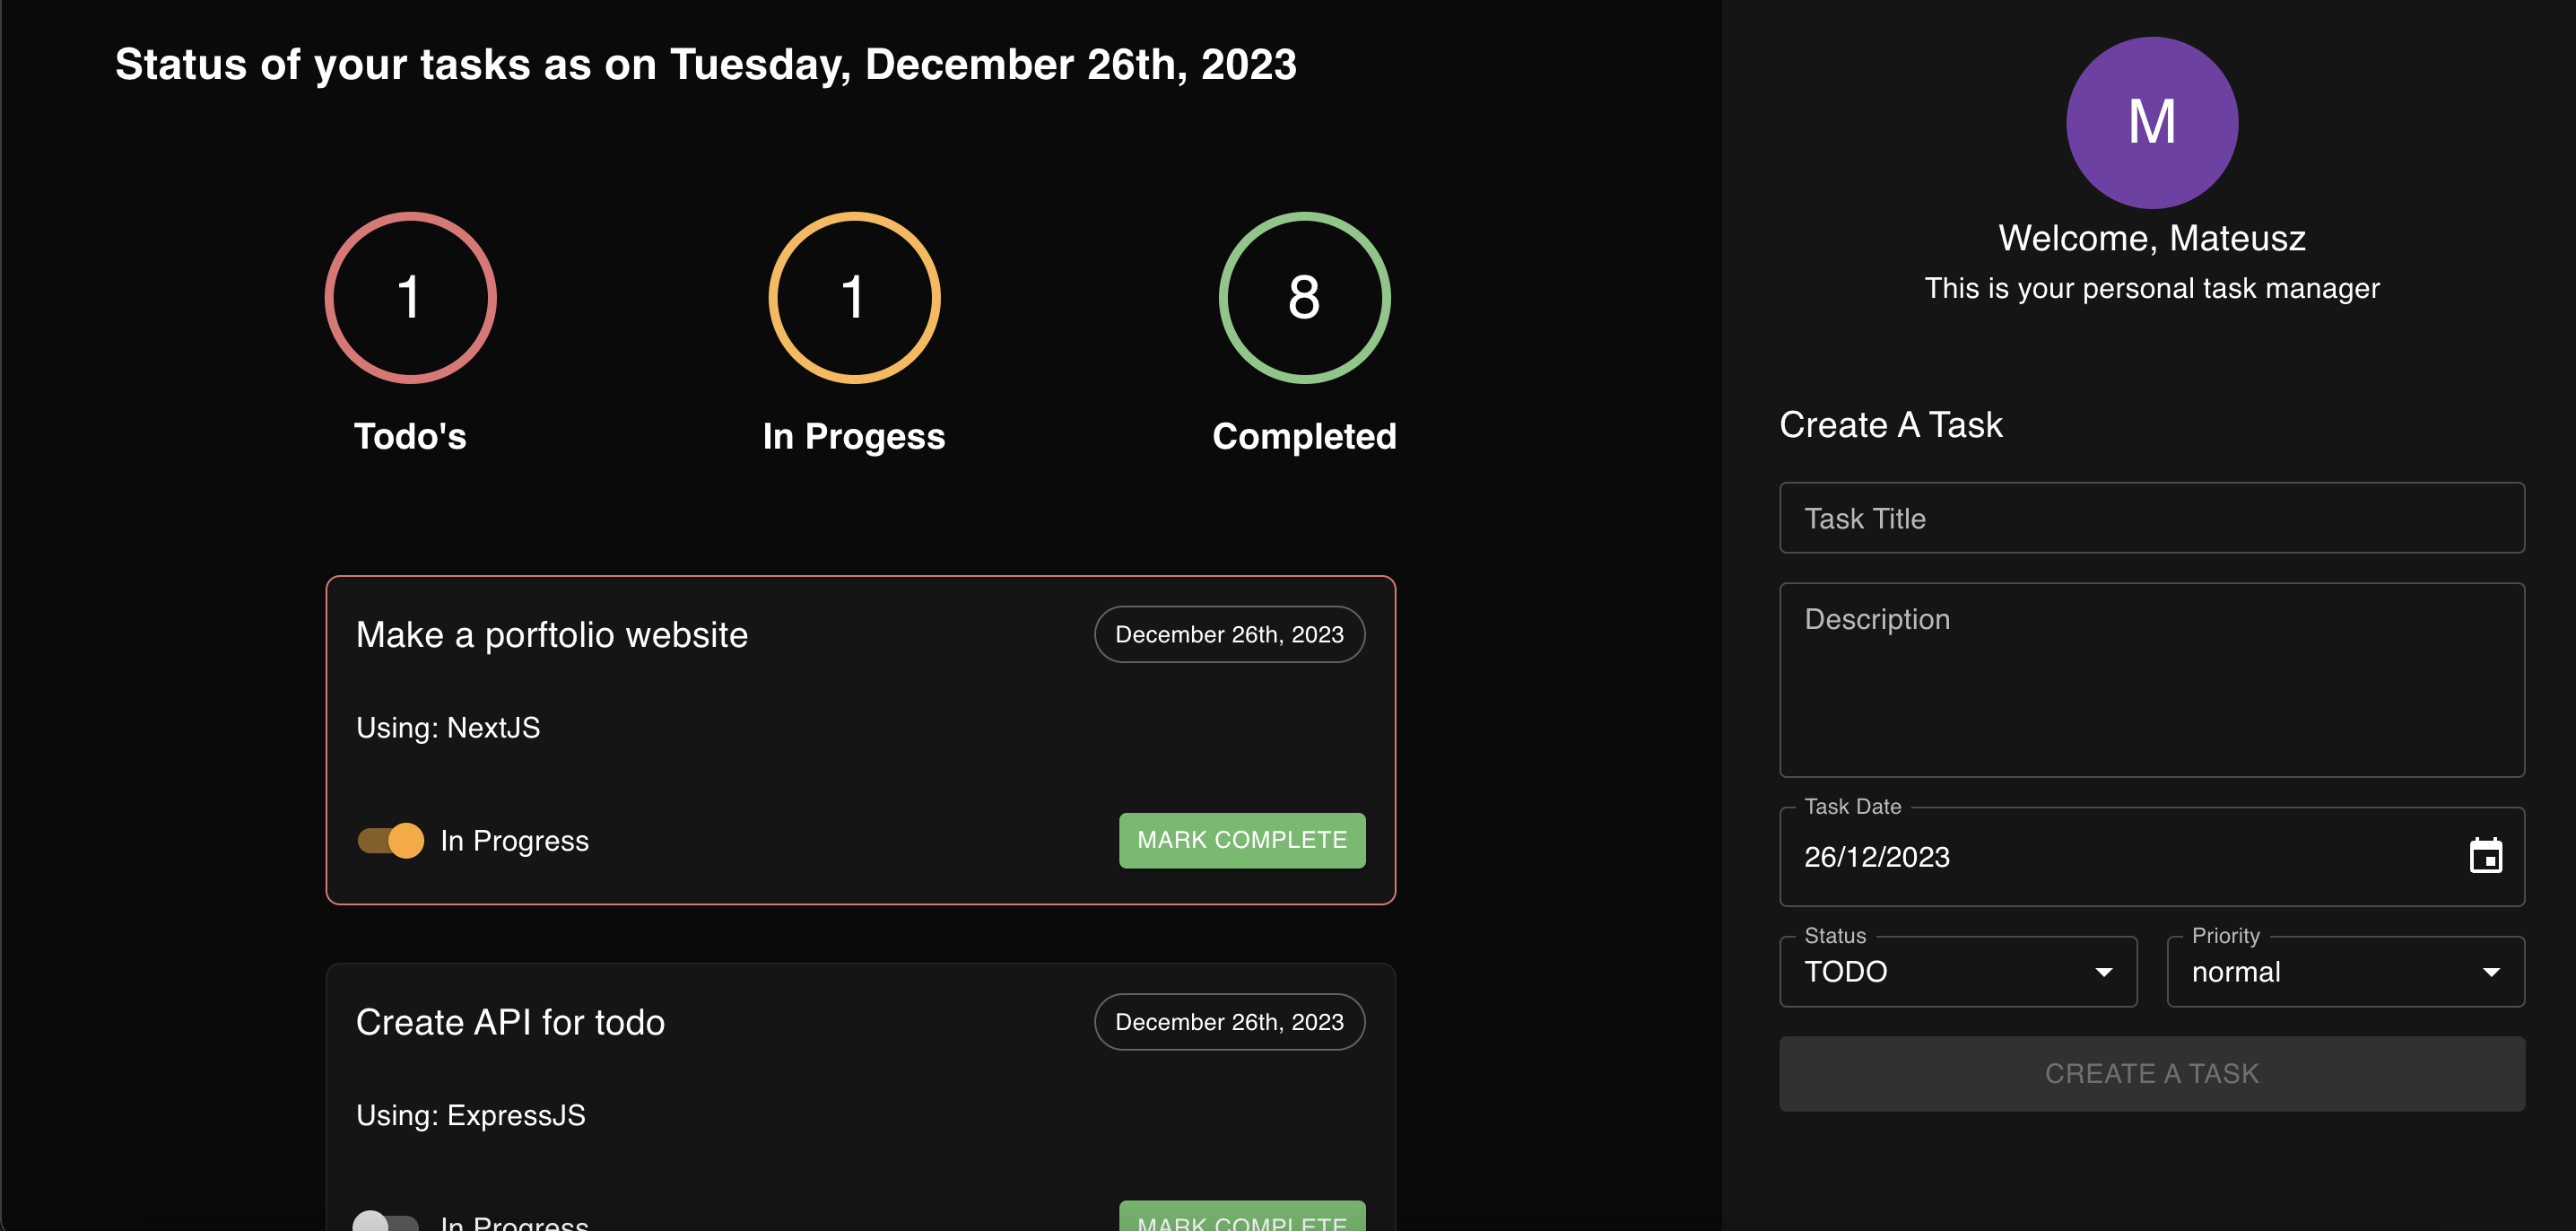 Status of your tasks as on Tuesday, December 26th, 2023
1
Todo's
1
In Progess
8
Completed
Make a porftolio website
December 26th, 2023
Using: NextJS
In Progress
MARK COMPLETE
Create API for todo
December 26th, 2023
Using: ExpressJS
In Progress
MARK COMPLETE
M
Welcome, Mateusz
This is your personal task manager
Create A Task
Task Title
Description
Task Date
26/12/2023
Status
TODO
Priority
normal
CREATE A TASK